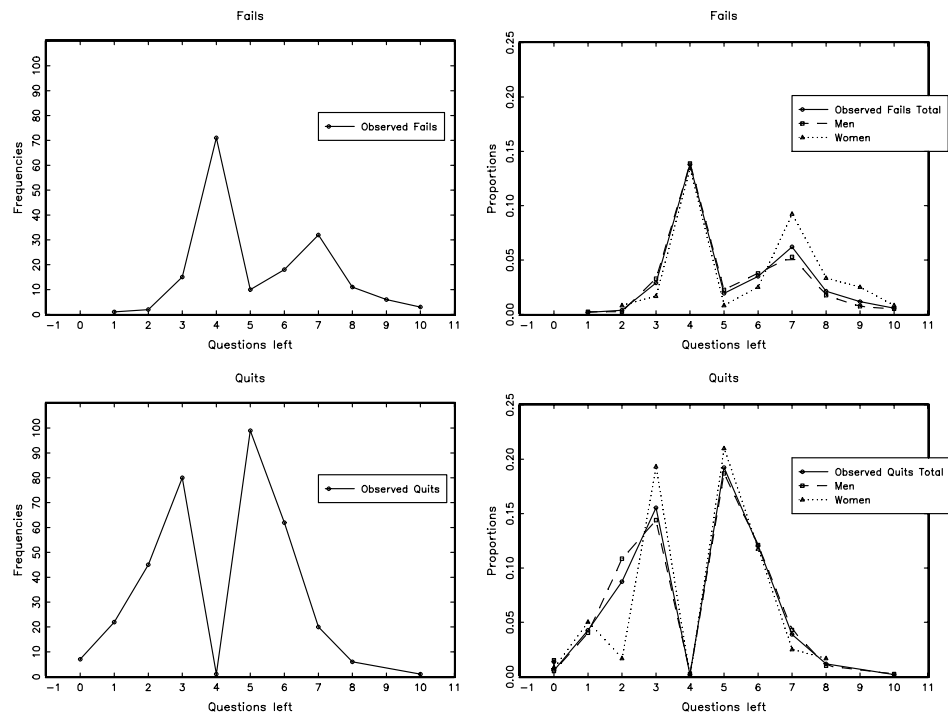 Fails
Frequencies
0 10 20 30 40 50 60 70 80 90 100
Observed Fails
−1 0 1 2 3 4 5 6 7 8 9 10 11
Questions left
Fails
Proportions
0.00 0.05 0.10 0.15 0.20 0.25
Observed Fails Total
Men
Women
−1 0 1 2 3 4 5 6 7 8 9 10 11
Questions left
Quits
Frequencies
0 10 20 30 40 50 60 70 80 90 100
Observed Quits
−1 0 1 2 3 4 5 6 7 8 9 10 11
Questions left
Quits
Proportions
0.00 0.05 0.10 0.15 0.20 0.25
Observed Quits Total
Men
Women
−1 0 1 2 3 4 5 6 7 8 9 10 11
Questions left